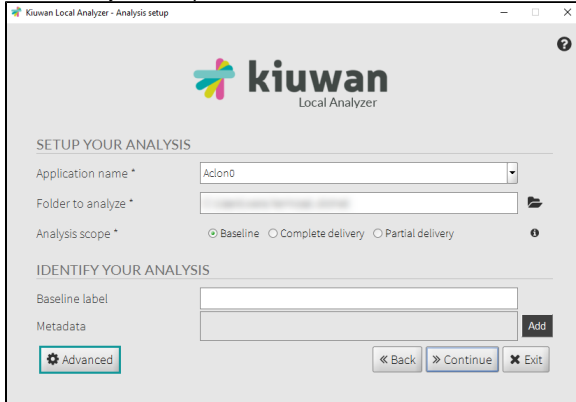 Kiuwan Local Analyzer - Analysis setup
kiuwan
Local Analyzer
SETUP YOUR ANALYSIS
Application name *
Aclon0
Folder to analyze *
Analysis scope *
Baseline Complete delivery Partial delivery
IDENTIFY YOUR ANALYSIS
Baseline label
Metadata
Add
Advanced
Back Continue Exit